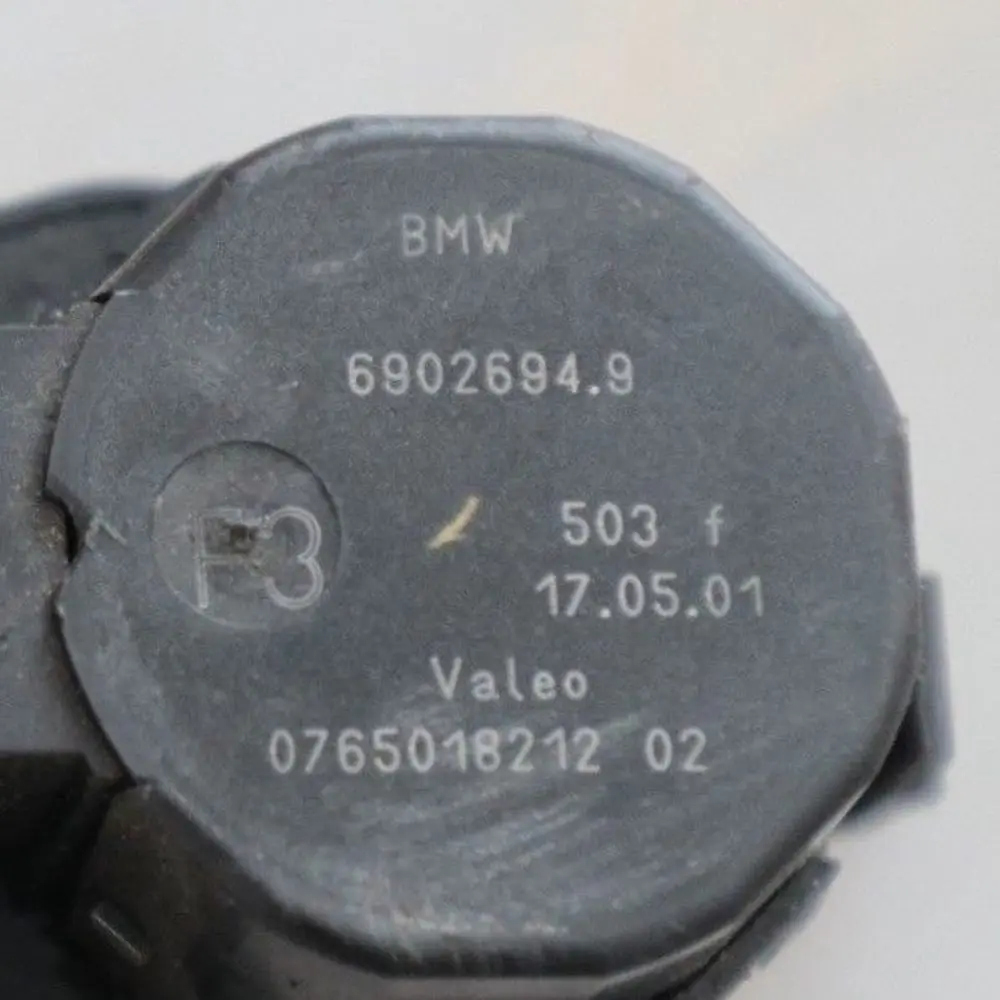 BMW
6902694.9
F3
503 f
17.05.01
Valeo
0765018212 02